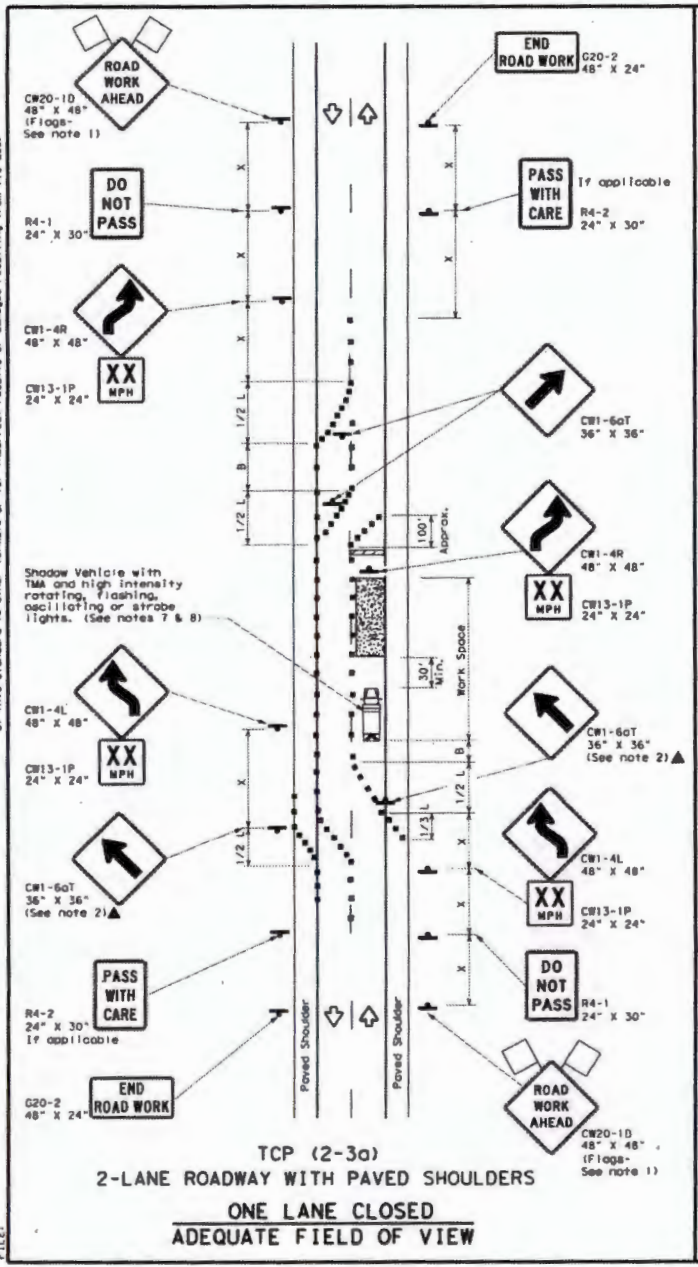 ROAD
WORK
AHEAD
CW20-1D
48" X 48"
(Flags-
See note 1)
END
ROAD WORK
G20-2
48" X 24"
DO
NOT
PASS
R4-1
24" X 30"
PASS
WITH
CARE
If applicable
R4-2
24" X 30"
X
X
X
X
X
CW1-4R
48" X 48"
XX
MPH
CW13-1P
24" X 24"
1/2 L
B
1/2 L
CW1-6aT
36" X 36"
100'
Approx.
CW1-4R
48" X 48"
XX
MPH
CW13-1P
24" X 24"
Shadow Vehicle with
TMA and high intensity
rotating, flashing,
oscillating or strobe
lights. (See notes 7 & 8)
Work Space
30'
Min.
CW1-4L
48" X 48"
XX
MPH
CW13-1P
24" X 24"
X
1/2 L
B
1/2 L
1/3 L
CW1-6aT
36" X 36"
(See note 2)▲
CW1-6aT
36" X 36"
(See note 2)▲
X
X
X
CW1-4L
48" X 48"
XX
MPH
CW13-1P
24" X 24"
PASS
WITH
CARE
R4-2
24" X 30"
If applicable
DO
NOT
PASS
R4-1
24" X 30"
Paved Shoulder
Paved Shoulder
END
ROAD WORK
G20-2
48" X 24"
ROAD
WORK
AHEAD
CW20-1D
48" X 48"
(Flags-
See note 1)
TCP (2-3a)
2-LANE ROADWAY WITH PAVED SHOULDERS
ONE LANE CLOSED
ADEQUATE FIELD OF VIEW
FILE: